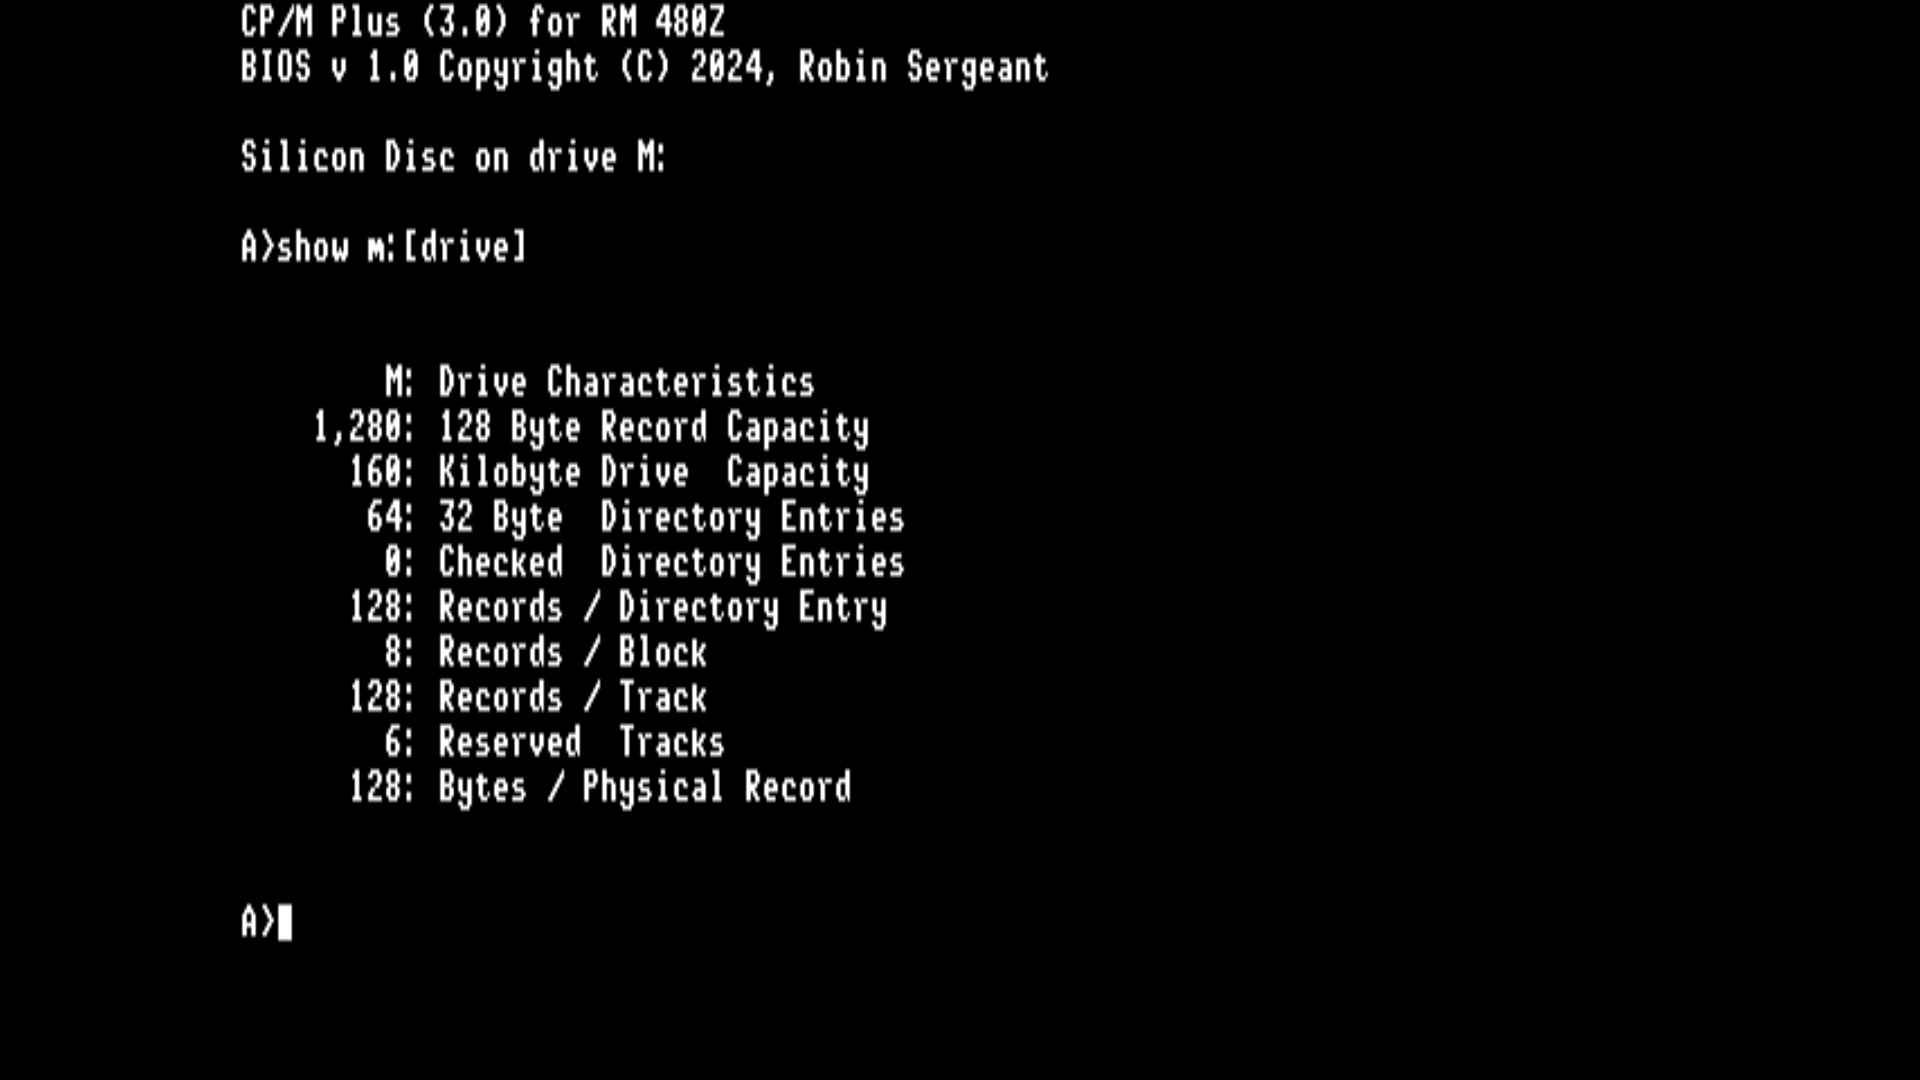 CP/M Plus (3.0) for RM 480Z
BIOS v 1.0 Copyright (C) 2024, Robin Sergeant
Silicon Disc on drive M:
A>show m:[drive]
M: Drive Characteristics
1,280: 128 Byte Record Capacity
160: Kilobyte Drive  Capacity
64: 32 Byte  Directory Entries
0: Checked  Directory Entries
128: Records / Directory Entry
8: Records / Block
128: Records / Track
6: Reserved  Tracks
128: Bytes / Physical Record
A>